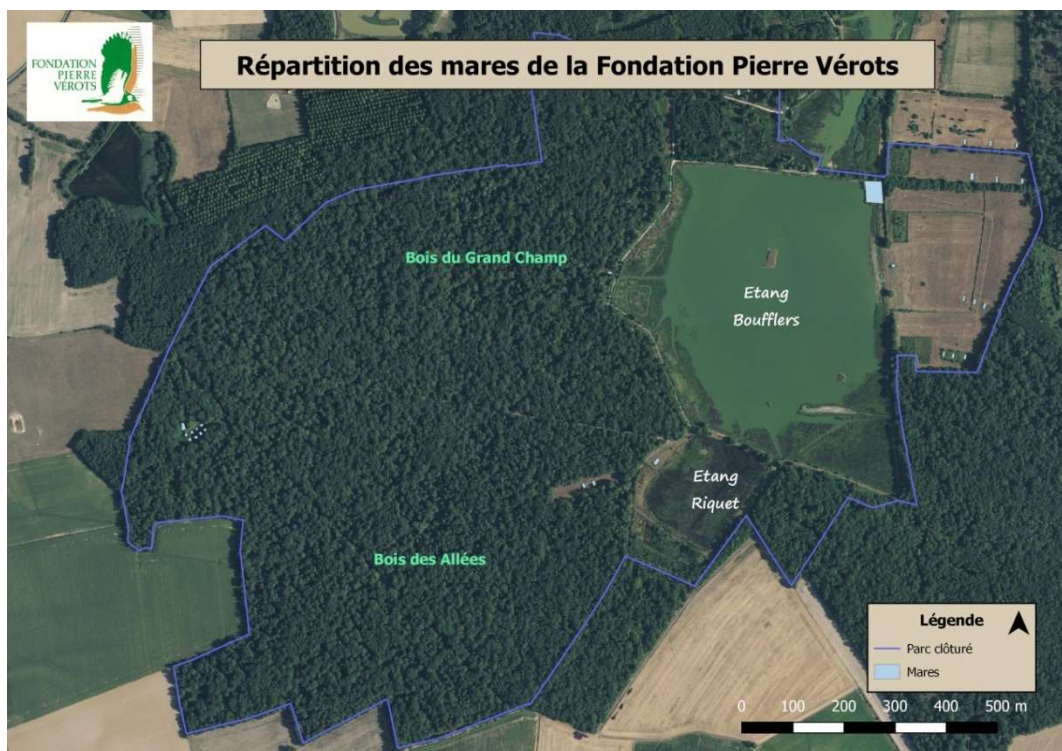 FONDATION
PIERRE
VÉROTS
Répartition des mares de la Fondation Pierre Vérots
Bois du Grand Champ
Etang
Boufflers
Etang
Riquet
Bois des Allées
Légende
Parc clôturé
Mares
0 100 200 300 400 500 m